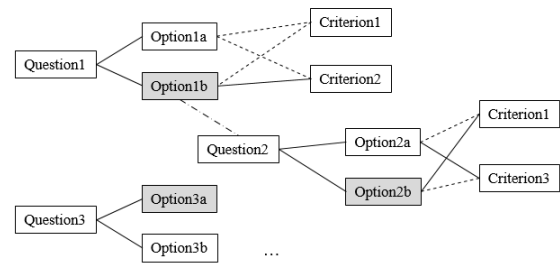 Question1
Option1a
Option1b
Criterion1
Criterion2
Question2
Option2a
Option2b
Criterion1
Criterion3
Question3
Option3a
Option3b
...